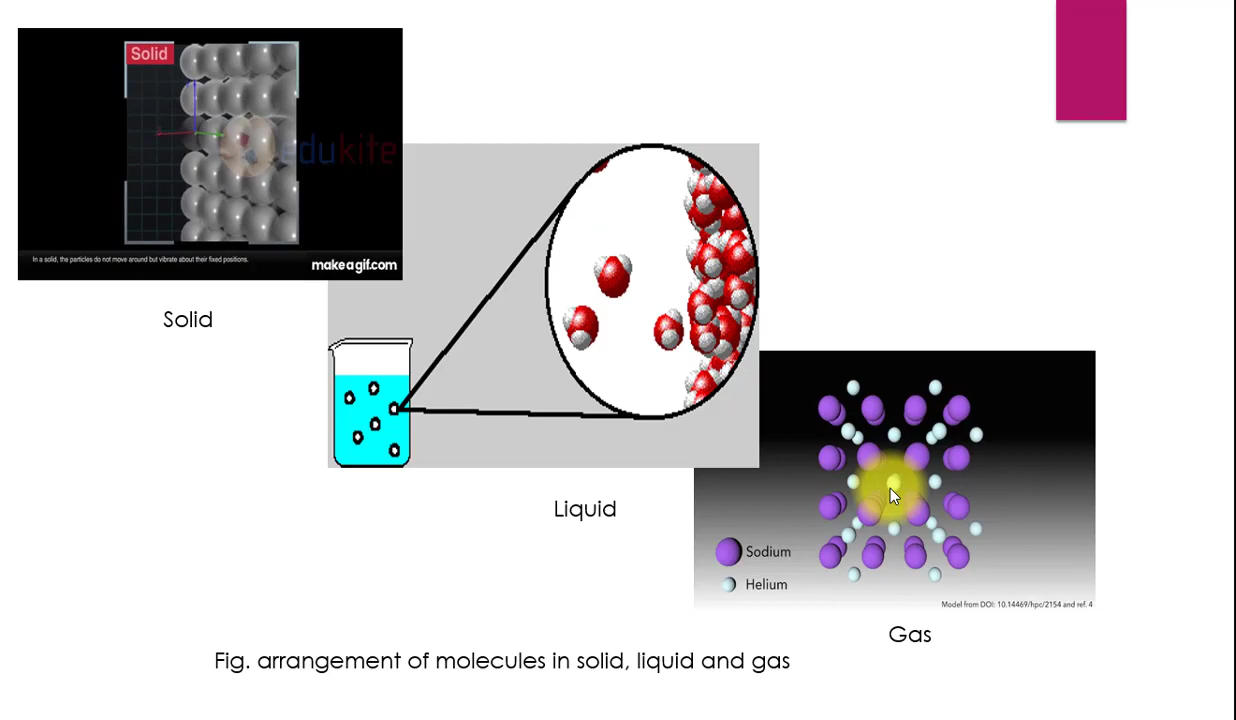 Solid
edukite
In a solid, the particles do not move around but vibrate about their fixed positions.
makeagif.com
Solid
Liquid
Sodium
Helium
Model from DOI: 10.14469/hpc/2154 and ref. 4
Gas
Fig. arrangement of molecules in solid, liquid and gas